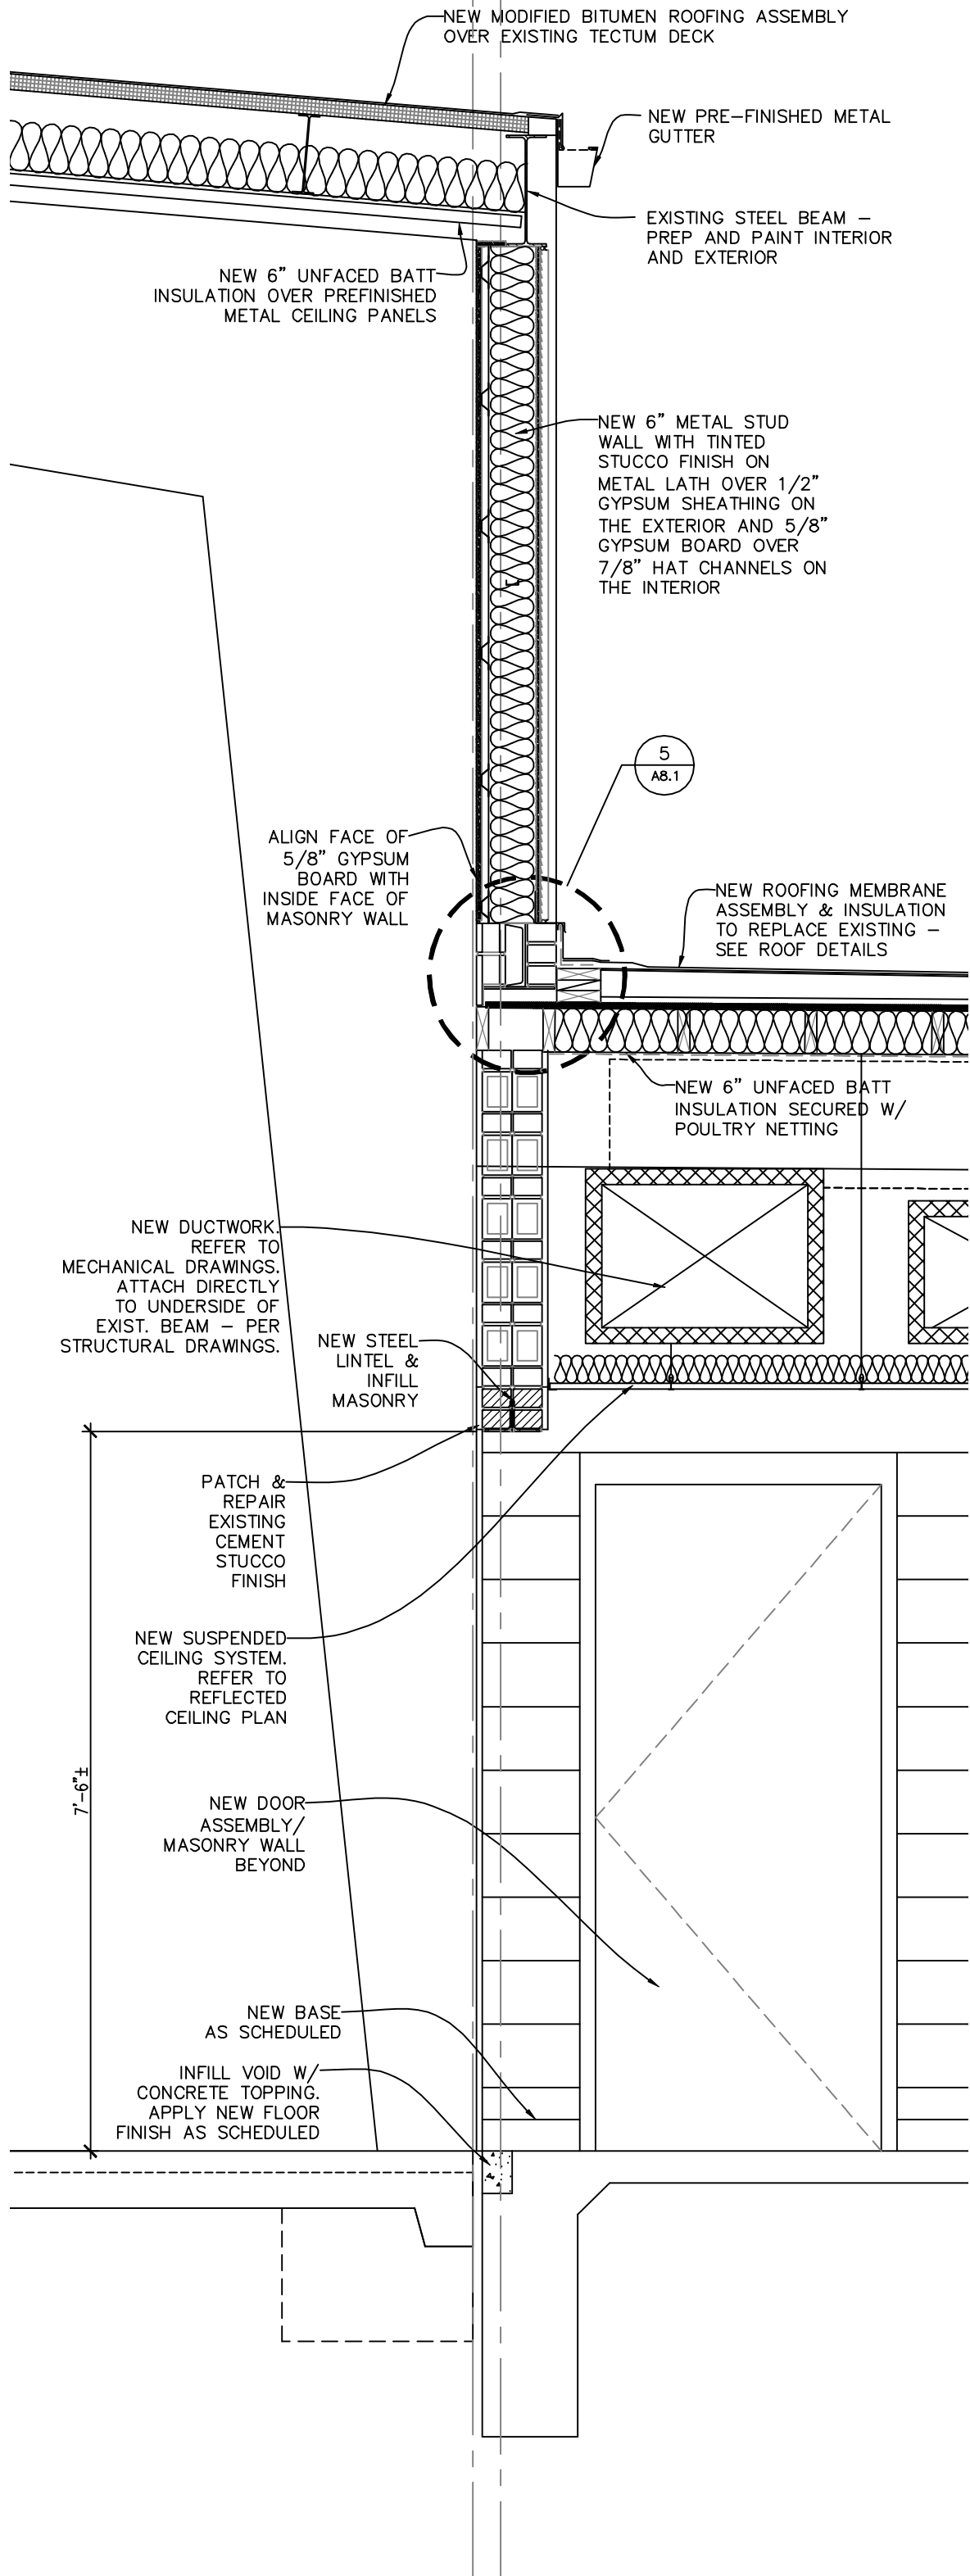 NEW MODIFIED BITUMEN ROOFING ASSEMBLY
OVER EXISTING TECTUM DECK
NEW PRE-FINISHED METAL
GUTTER
EXISTING STEEL BEAM –
PREP AND PAINT INTERIOR
AND EXTERIOR
NEW 6" UNFACED BATT
INSULATION OVER PREFINISHED
METAL CEILING PANELS
NEW 6" METAL STUD
WALL WITH TINTED
STUCCO FINISH ON
METAL LATH OVER 1/2"
GYPSUM SHEATHING ON
THE EXTERIOR AND 5/8"
GYPSUM BOARD OVER
7/8" HAT CHANNELS ON
THE INTERIOR
5
A8.1
ALIGN FACE OF
5/8" GYPSUM
BOARD WITH
INSIDE FACE OF
MASONRY WALL
NEW ROOFING MEMBRANE
ASSEMBLY & INSULATION
TO REPLACE EXISTING –
SEE ROOF DETAILS
NEW 6" UNFACED BATT
INSULATION SECURED W/
POULTRY NETTING
NEW DUCTWORK.
REFER TO
MECHANICAL DRAWINGS.
ATTACH DIRECTLY
TO UNDERSIDE OF
EXIST. BEAM – PER
STRUCTURAL DRAWINGS.
NEW STEEL
LINTEL &
INFILL
MASONRY
PATCH &
REPAIR
EXISTING
CEMENT
STUCCO
FINISH
NEW SUSPENDED
CEILING SYSTEM.
REFER TO
REFLECTED
CEILING PLAN
7'-6"±
NEW DOOR
ASSEMBLY/
MASONRY WALL
BEYOND
NEW BASE
AS SCHEDULED
INFILL VOID W/
CONCRETE TOPPING.
APPLY NEW FLOOR
FINISH AS SCHEDULED